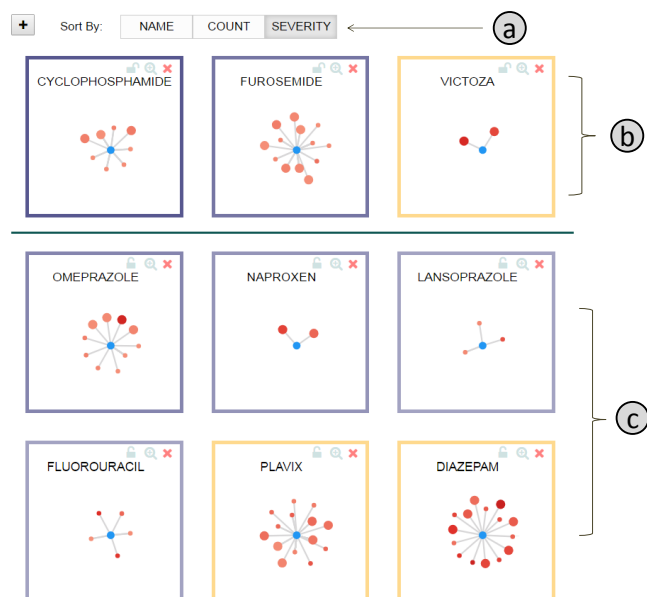 + Sort By: NAME COUNT SEVERITY a
CYCLOPHOSPHAMIDE FUROSEMIDE VICTOZA
b
OMEPRAZOLE NAPROXEN LANSOPRAZOLE
c
FLUOROURACIL PLAVIX DIAZEPAM